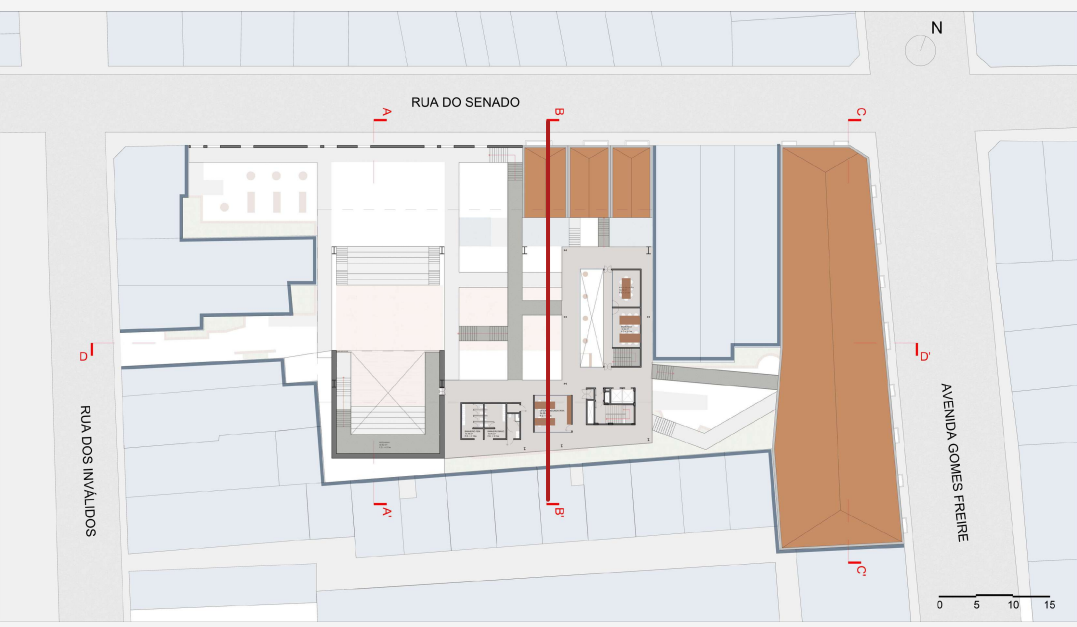 N
RUA DO SENADO
A
B
C
D
D'
RUA DOS INVÁLIDOS
AVENIDA GOMES FREIRE
A'
B'
C'
0 5 10 15